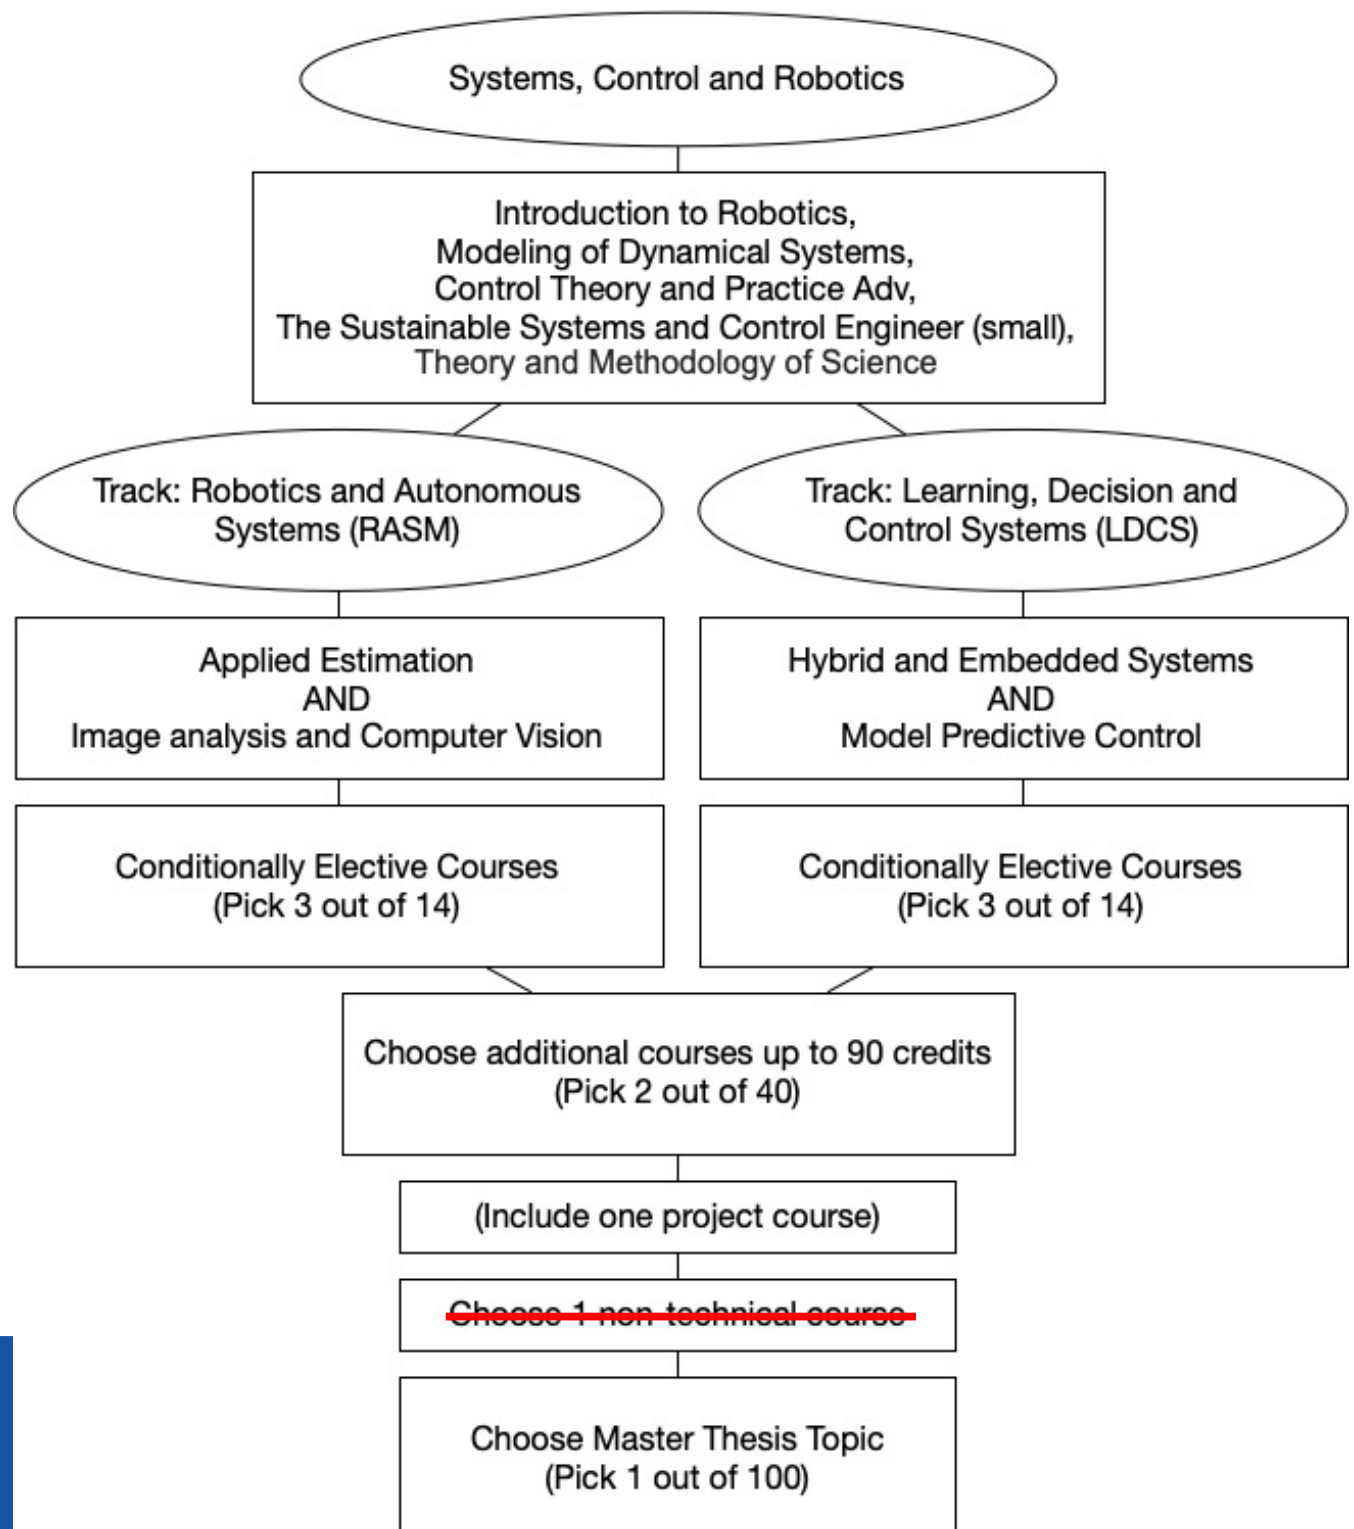 Systems, Control and Robotics
Introduction to Robotics,
Modeling of Dynamical Systems,
Control Theory and Practice Adv,
The Sustainable Systems and Control Engineer (small),
Theory and Methodology of Science
Track: Robotics and Autonomous
Systems (RASM)
Track: Learning, Decision and
Control Systems (LDCS)
Applied Estimation
AND
Image analysis and Computer Vision
Hybrid and Embedded Systems
AND
Model Predictive Control
Conditionally Elective Courses
(Pick 3 out of 14)
Conditionally Elective Courses
(Pick 3 out of 14)
Choose additional courses up to 90 credits
(Pick 2 out of 40)
(Include one project course)
Choose 1 non-technical course
Choose Master Thesis Topic
(Pick 1 out of 100)